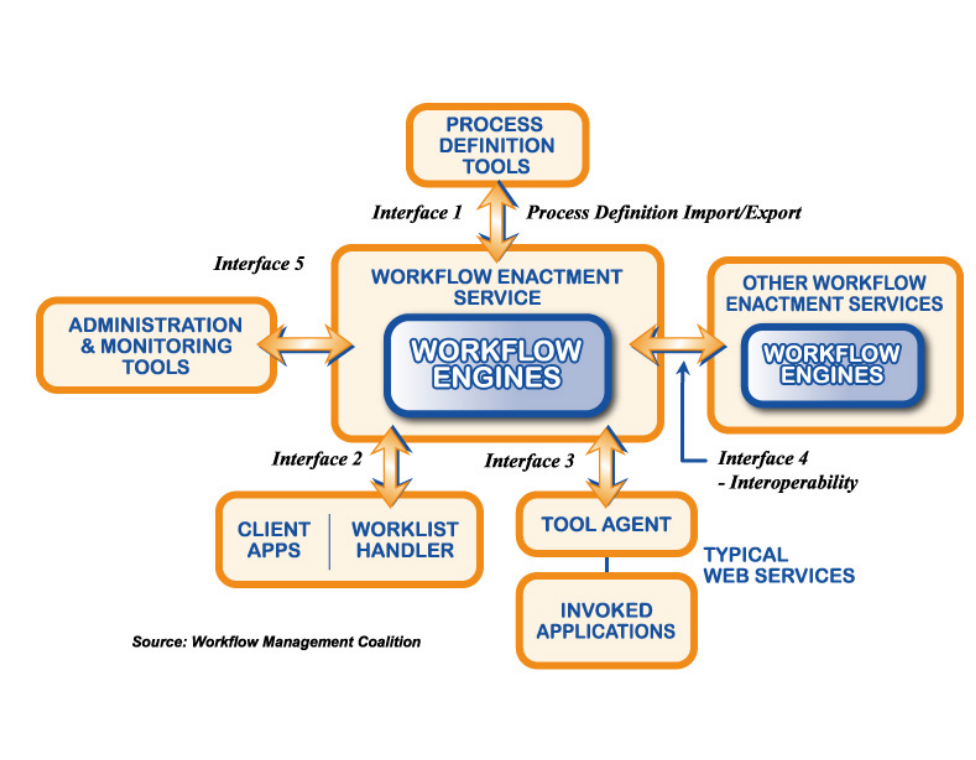 PROCESS
DEFINITION
TOOLS
Interface 1
Process Definition Import/Export
Interface 5
WORKFLOW ENACTMENT
SERVICE
WORKFLOW
ENGINES
OTHER WORKFLOW
ENACTMENT SERVICES
WORKFLOW
ENGINES
ADMINISTRATION
& MONITORING
TOOLS
Interface 2
Interface 3
Interface 4
- Interoperability
CLIENT
APPS
WORKLIST
HANDLER
TOOL AGENT
TYPICAL
WEB SERVICES
INVOKED
APPLICATIONS
Source: Workflow Management Coalition